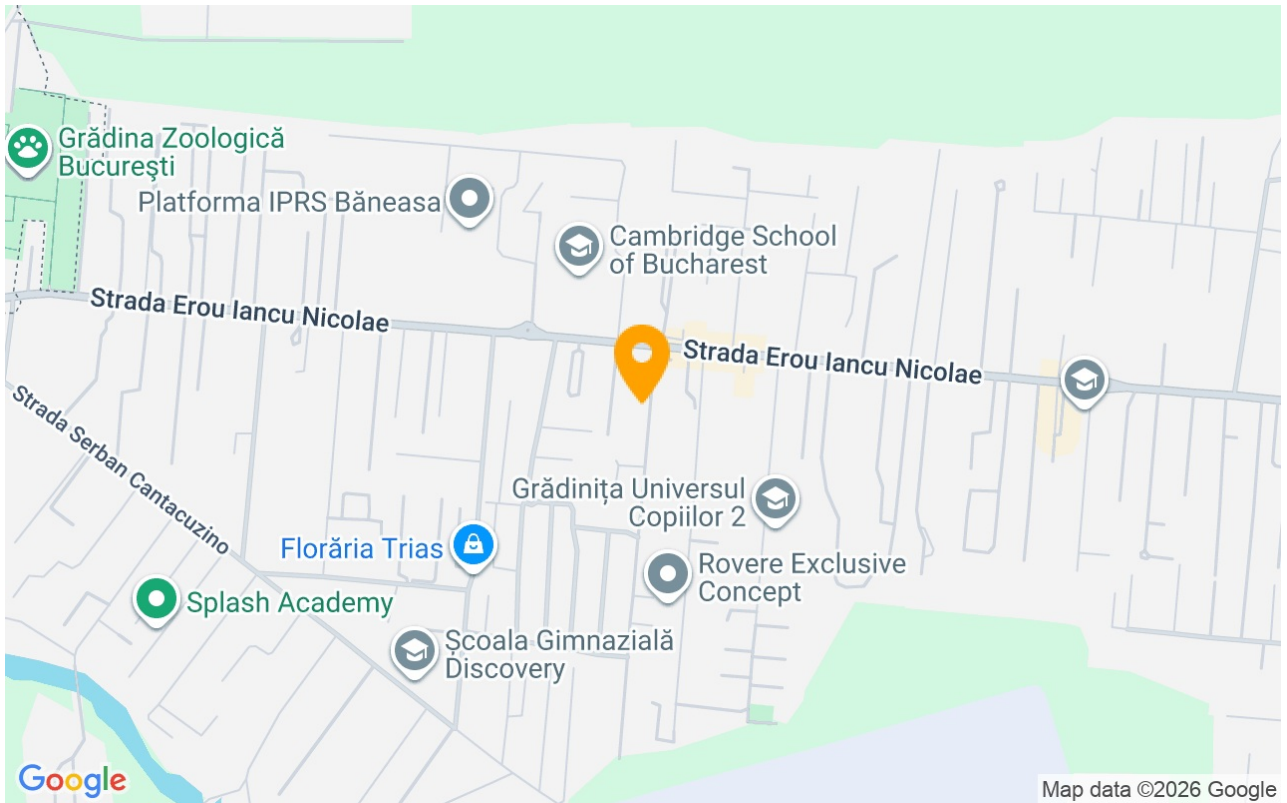 Grădina Zoologică
București
Platforma IPRS Băneasa
Cambridge School
of Bucharest
Strada Erou Iancu Nicolae
Strada Erou Iancu Nicolae
Strada Serban Cantacuzino
Grădinița Universul
Copiilor 2
Florăria Trias
Rovere Exclusive
Concept
Splash Academy
Școala Gimnazială
Discovery
Google
Map data ©2026 Google